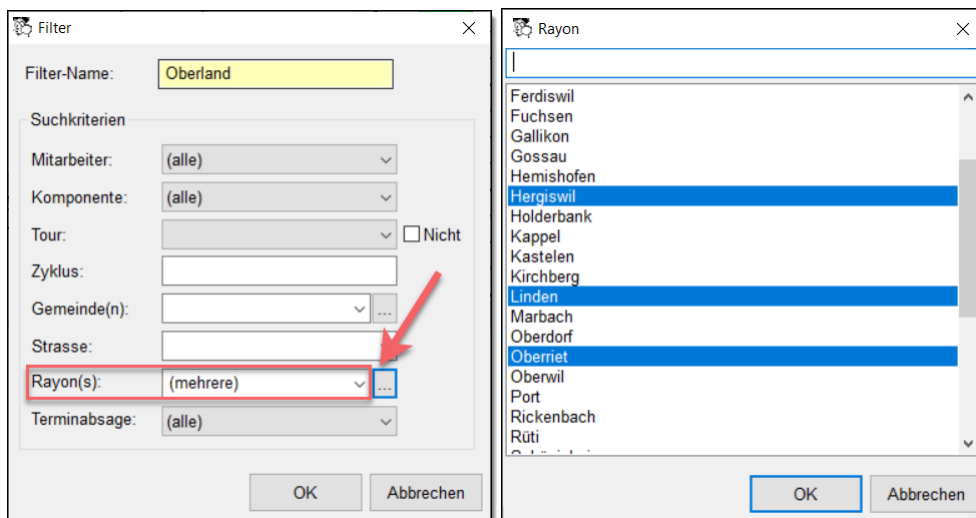 Filter
Filter-Name: Oberland
Suchkriterien
Mitarbeiter: (alle)
Komponente: (alle)
Tour: Nicht
Zyklus:
Gemeinde(n): ...
Strasse:
Rayon(s): (mehrere) ...
Terminabsage: (alle)
OK Abbrechen
Rayon
Ferdiswil
Fuchsen
Gallikon
Gossau
Hemishofen
Hergiswil
Holderbank
Kappel
Kastelen
Kirchberg
Linden
Marbach
Oberdorf
Oberriet
Oberwil
Port
Rickenbach
Rüti
OK Abbrechen